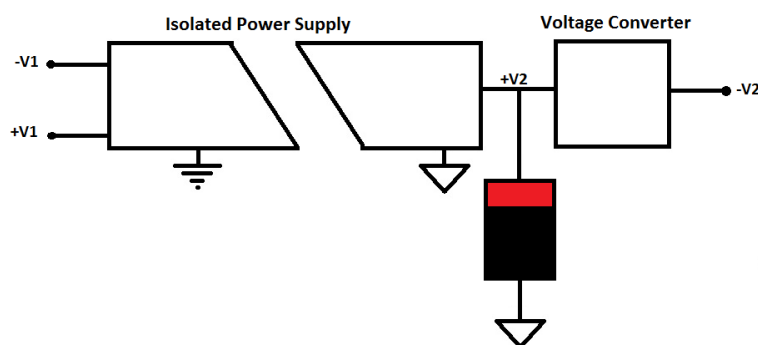 Isolated Power Supply
Voltage Converter
-V1
+V2
-V2
+V1